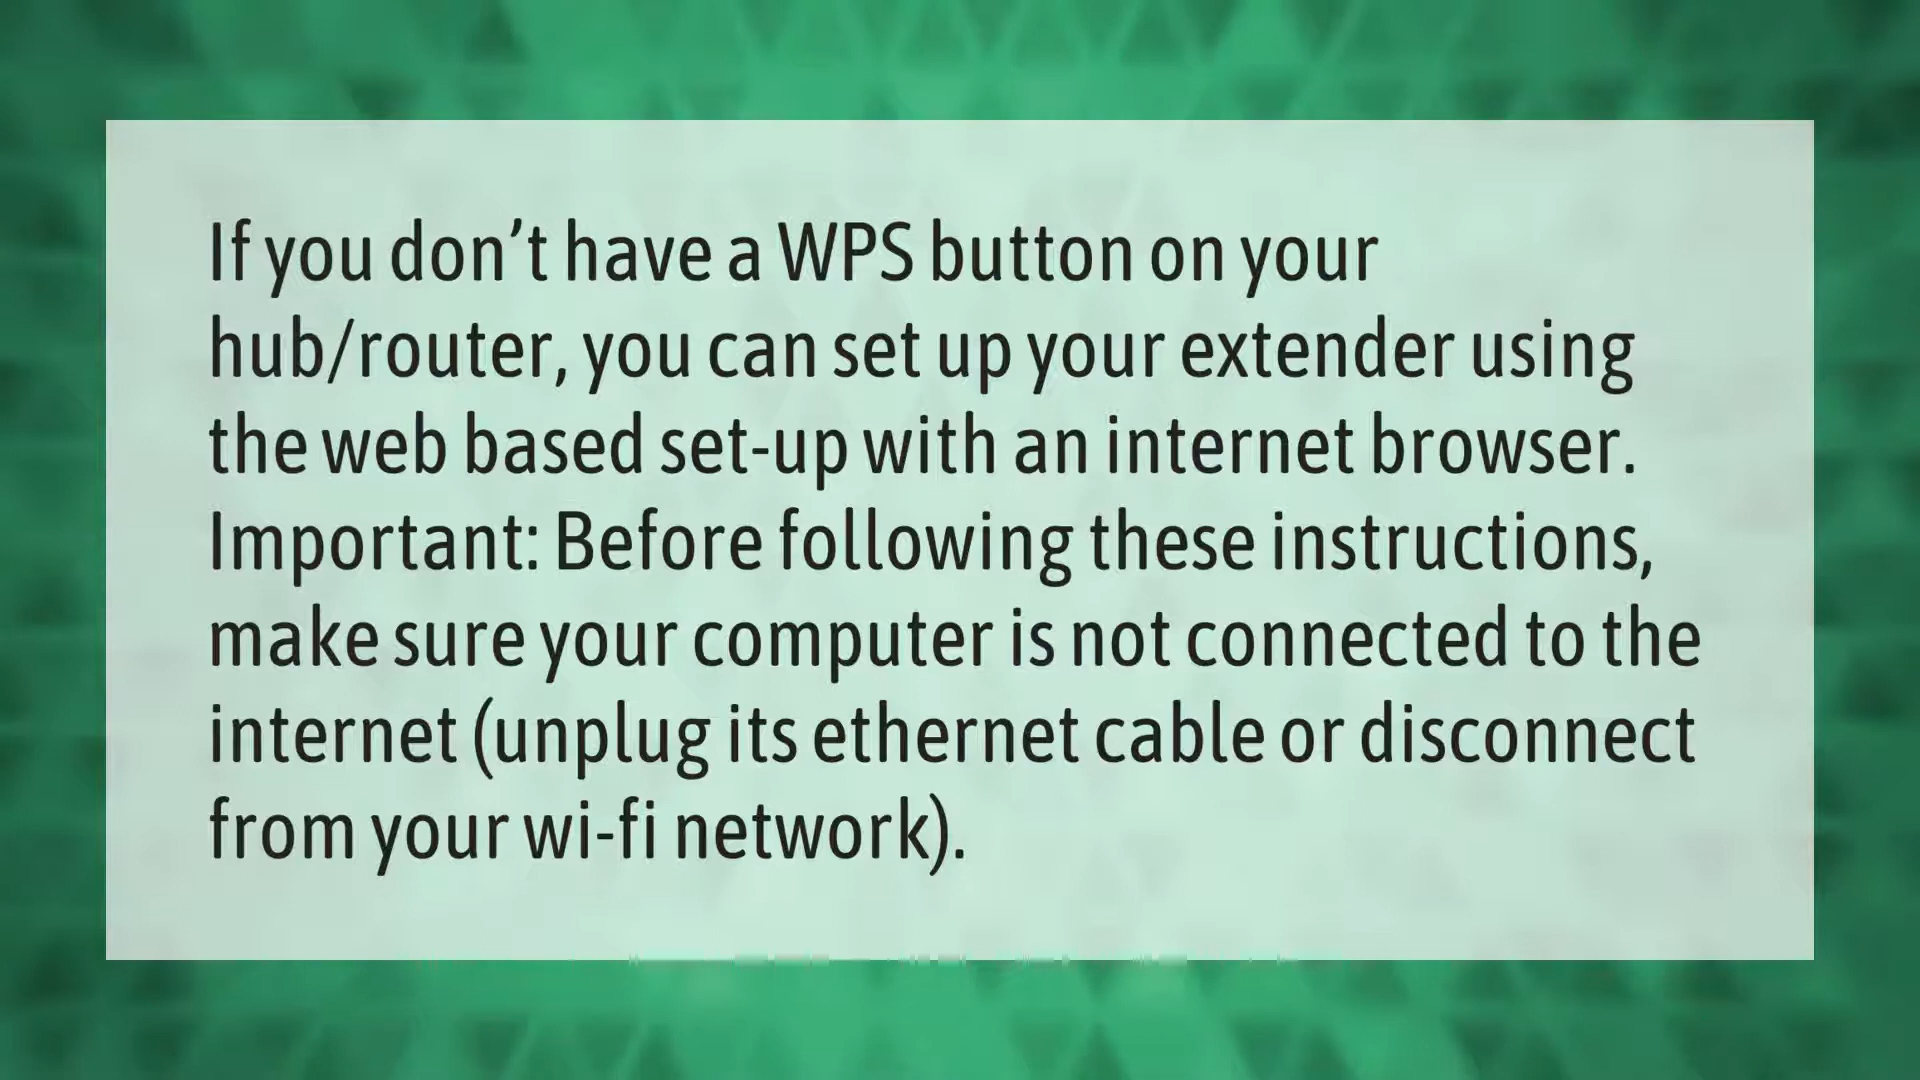 If you don’t have a WPS button on your
hub/router, you can set up your extender using
the web based set-up with an internet browser.
Important: Before following these instructions,
make sure your computer is not connected to the
internet (unplug its ethernet cable or disconnect
from your wi-fi network).